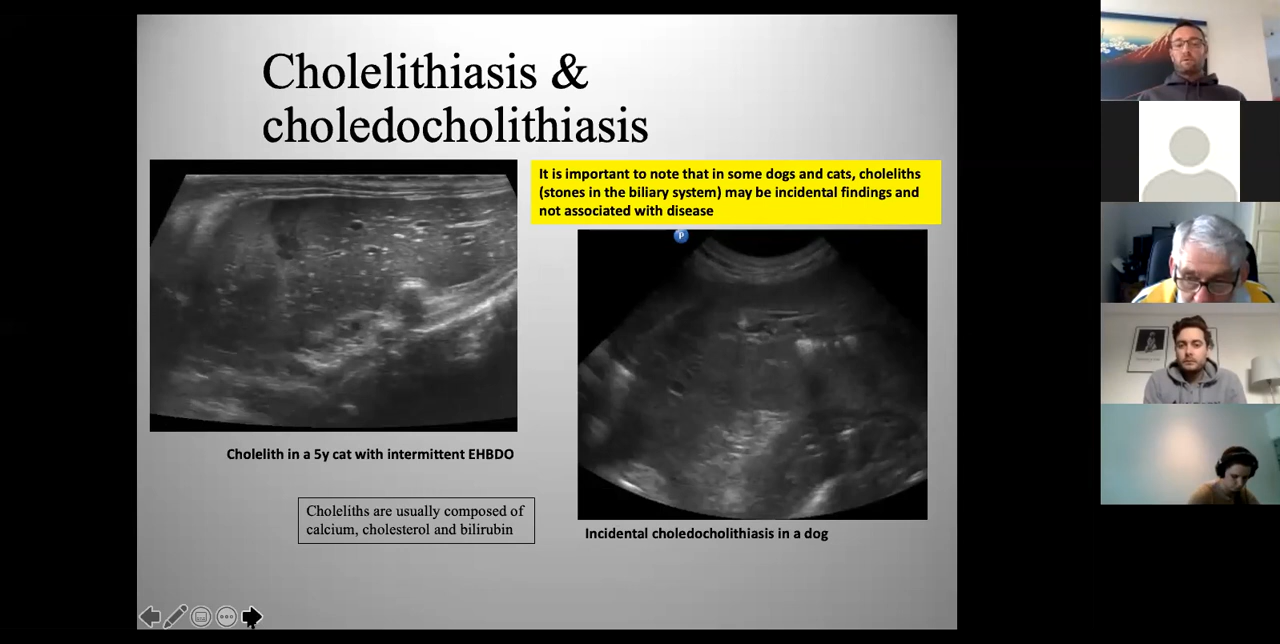 Cholelithiasis &
choledocholithiasis
It is important to note that in some dogs and cats, choleliths
(stones in the biliary system) may be incidental findings and
not associated with disease
P
Cholelith in a 5y cat with intermittent EHBDO
Choleliths are usually composed of
calcium, cholesterol and bilirubin
Incidental choledocholithiasis in a dog